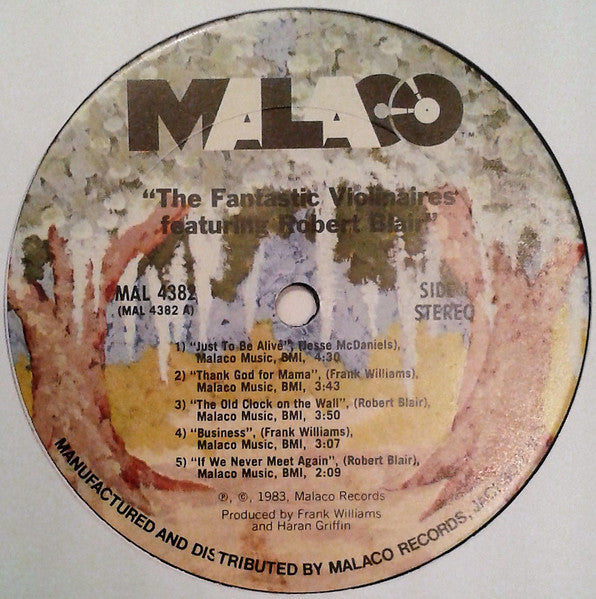 MALACO
TM
"The Fantastic Violinaires
featuring Robert Blair"
MAL 4382
(MAL 4382 A)
SIDE
STEREO
1) "Just To Be Alive", (Jesse McDaniels),
Malaco Music, BMI, 4:30
2) "Thank God for Mama", (Frank Williams),
Malaco Music, BMI, 3:43
3) "The Old Clock on the Wall", (Robert Blair),
Malaco Music, BMI, 3:50
4) "Business", (Frank Williams),
Malaco Music, BMI, 3:07
5) "If We Never Meet Again", (Robert Blair),
Malaco Music, BMI, 2:09
℗, ©, 1983, Malaco Records
Produced by Frank Williams
and Haran Griffin
MANUFACTURED AND DISTRIBUTED BY MALACO RECORDS,